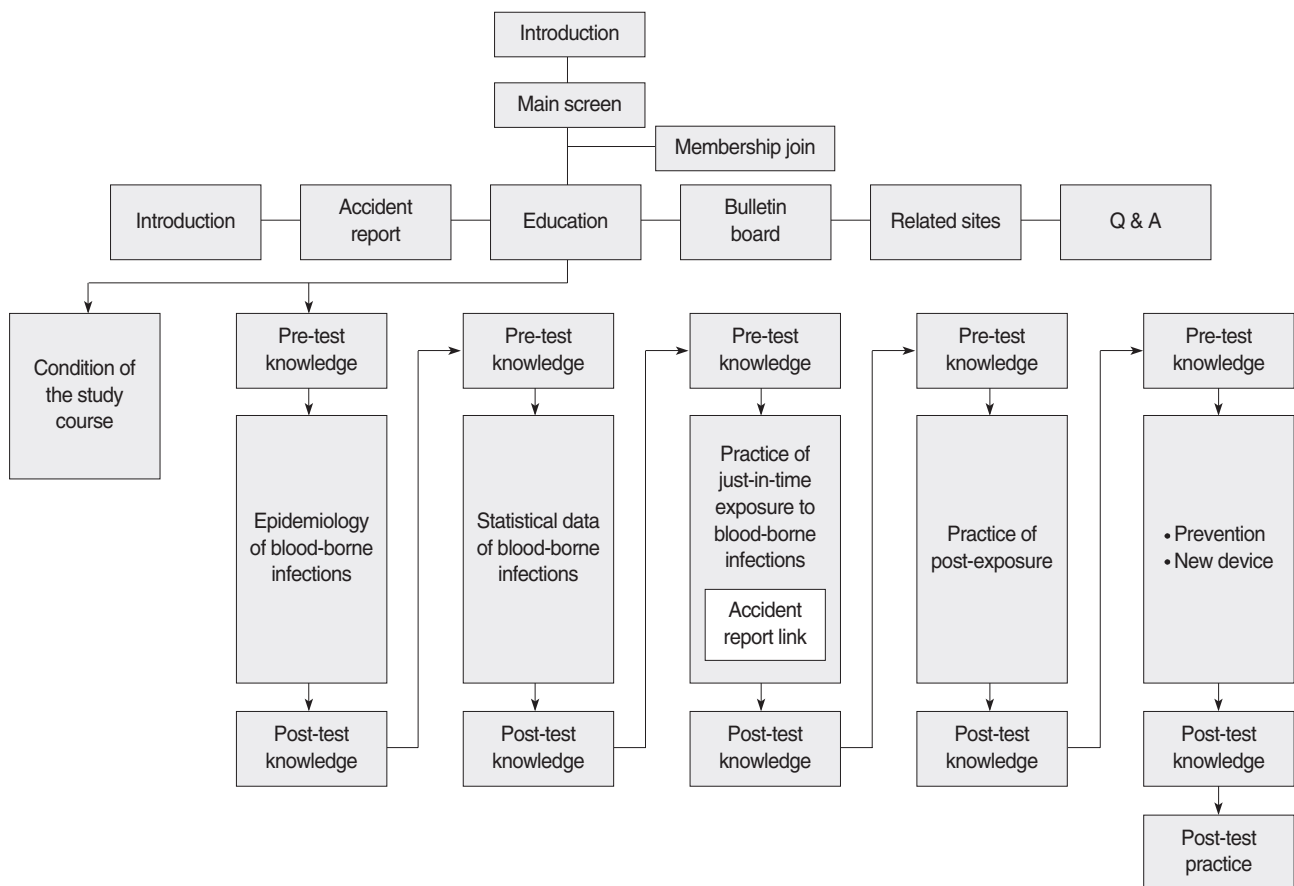 Introduction
Main screen
Membership join
Introduction
Accident
report
Education
Bulletin
board
Related sites
Q & A
Condition of
the study
course
Pre-test
knowledge
Epidemiology
of blood-borne
infections
Post-test
knowledge
Pre-test
knowledge
Statistical data
of blood-borne
infections
Post-test
knowledge
Pre-test
knowledge
Practice of
just-in-time
exposure to
blood-borne
infections
Accident
report link
Post-test
knowledge
Pre-test
knowledge
Practice of
post-exposure
Post-test
knowledge
Pre-test
knowledge
• Prevention
• New device
Post-test
knowledge
Post-test
practice